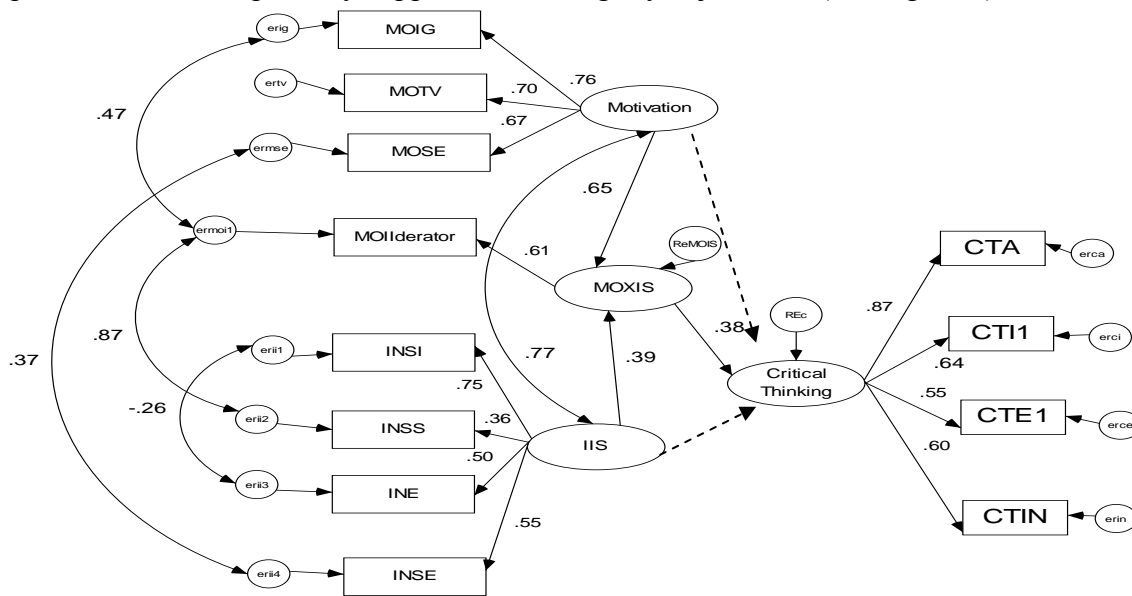 erig
MOIG
ertv
MOTV
.76
.70
Motivation
.47
.67
ermse
MOSE
.65
ermoi1
MOIIderator
ReMOIS
CTA
erca
.61
MOXIS
REc
.87
.38
CTI1
erci
.87
.37
erii1
INSI
.77
.39
Critical
Thinking
.64
.75
.55
-.26
CTE1
erce
erii2
INSS
.36
IIS
.60
.50
erii3
INE
CTIN
erin
.55
erii4
INSE